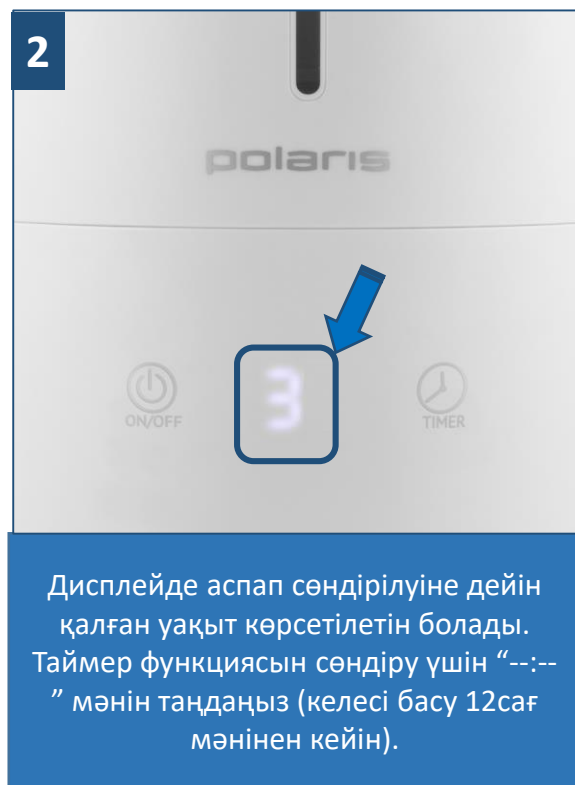 2
polaris
3
ON/OFF
TIMER
Дисплейде аспап сөндірілуіне дейін
қалған уақыт көрсетілетін болады.
Таймер функциясын сөндіру үшін “--:--
” мәнін таңдаңыз (келесі басу 12сағ
мәнінен кейін).